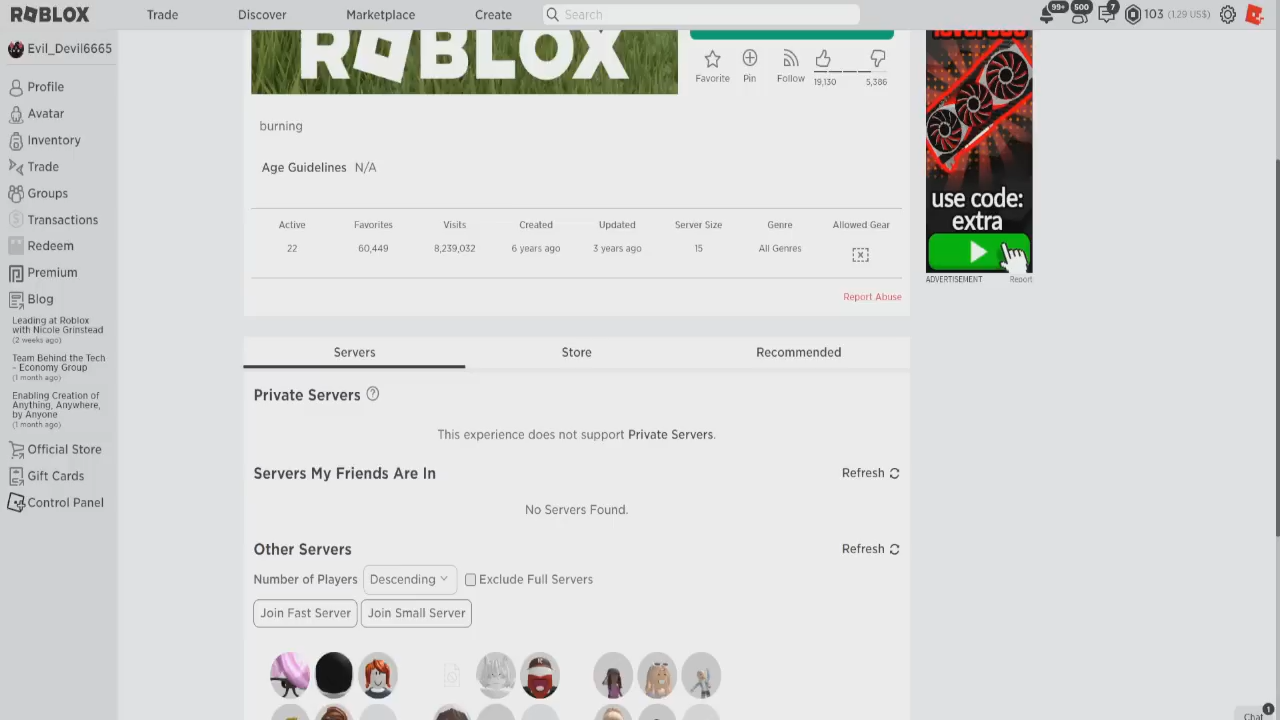 ROBLOX
Trade
Discover
Marketplace
Create
Search
99+
500
7
103
(1.29 US$)
Evil_Devil6665
Profile
Avatar
Inventory
Trade
Groups
Transactions
Redeem
Premium
Blog
Leading at Roblox
with Nicole Grinstead
(2 weeks ago)
Team Behind the Tech
- Economy Group
(1 month ago)
Enabling Creation of
Anything, Anywhere,
by Anyone
(1 month ago)
Official Store
Gift Cards
Control Panel
ROBLOX
Favorite
Pin
Follow
19,130
5,386
burning
Age Guidelines N/A
Active
Favorites
Visits
Created
Updated
Server Size
Genre
Allowed Gear
22
60,449
8,239,032
6 years ago
3 years ago
15
All Genres
Report Abuse
Servers
Store
Recommended
Private Servers
This experience does not support Private Servers.
Servers My Friends Are In
Refresh
No Servers Found.
Other Servers
Refresh
Number of Players
Descending
Exclude Full Servers
Join Fast Server
Join Small Server
use code:
extra
ADVERTISEMENT
Report
Chat
1